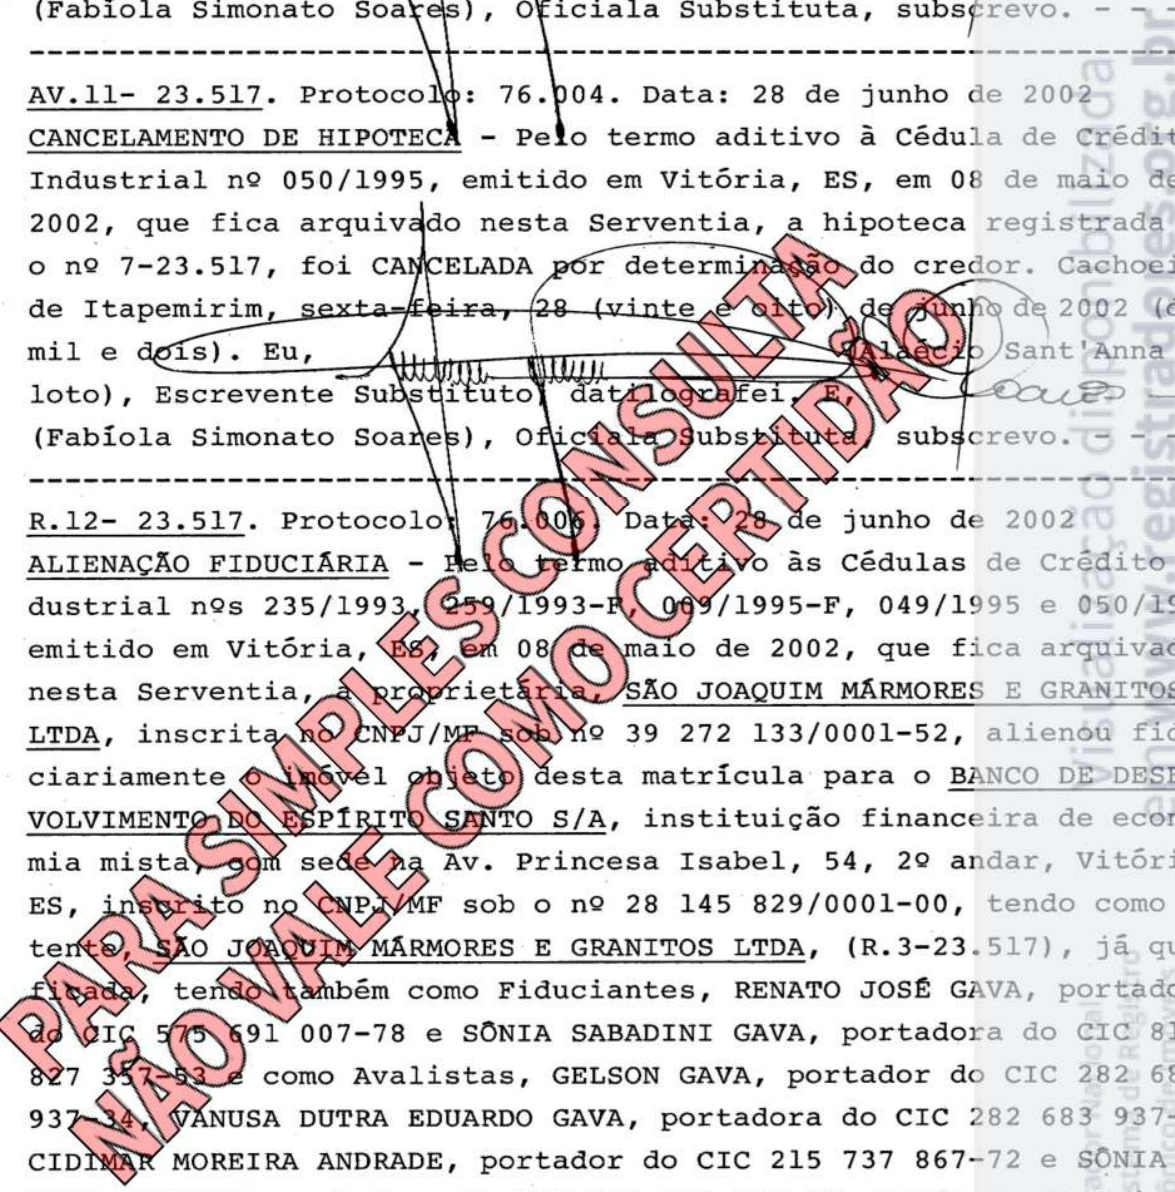 (Fabíola Simonato Soares), Oficiala Substituta, subscrevo. - - -
AV.11- 23.517. Protocolo: 76.004. Data: 28 de junho de 2002
CANCELAMENTO DE HIPOTECA - Pelo termo aditivo à Cédula de Crédit
Industrial nº 050/1995, emitido em Vitória, ES, em 08 de maio de
2002, que fica arquivado nesta Serventia, a hipoteca registrada
o nº 7-23.517, foi CANCELADA por determinação do credor. Cachoei
de Itapemirim, sexta-feira, 28 (vinte e oito) de junho de 2002 (d
mil e dois). Eu, (Alaécio Sant'Anna
loto), Escrevente Substituto, datilografei. E,
(Fabíola Simonato Soares), Oficiala Substituta, subscrevo. - -
R.12- 23.517. Protocolo: 76.006. Data: 28 de junho de 2002
ALIENAÇÃO FIDUCIÁRIA - Pelo termo aditivo às Cédulas de Crédito
dustrial nºs 235/1993, 259/1993-F, 009/1995-F, 049/1995 e 050/19
emitido em Vitória, ES, em 08 de maio de 2002, que fica arquivad
nesta Serventia, a proprietária, SÃO JOAQUIM MÁRMORES E GRANITOS
LTDA, inscrita no CNPJ/MF sob nº 39 272 133/0001-52, alienou fid
ciariamente o imóvel objeto desta matrícula para o BANCO DE DESE
VOLVIMENTO DO ESPÍRITO SANTO S/A, instituição financeira de econ
mia mista, com sede na Av. Princesa Isabel, 54, 2º andar, Vitóri
ES, inscrito no CNPJ/MF sob o nº 28 145 829/0001-00, tendo como
tente, SÃO JOAQUIM MÁRMORES E GRANITOS LTDA, (R.3-23.517), já qu
ficada, tendo também como Fiduciantes, RENATO JOSÉ GAVA, portado
do CIC 575 691 007-78 e SÔNIA SABADINI GAVA, portadora do CIC 8
827 357-53 e como Avalistas, GELSON GAVA, portador do CIC 282 68
937-34, VANUSA DUTRA EDUARDO GAVA, portadora do CIC 282 683 937-
CIDIMAR MOREIRA ANDRADE, portador do CIC 215 737 867-72 e SÔNIA
PARA SIMPLES CONSULTA
NÃO VALE COMO CERTIDÃO
Visualização disponibilizada
em www.registradores.org.br